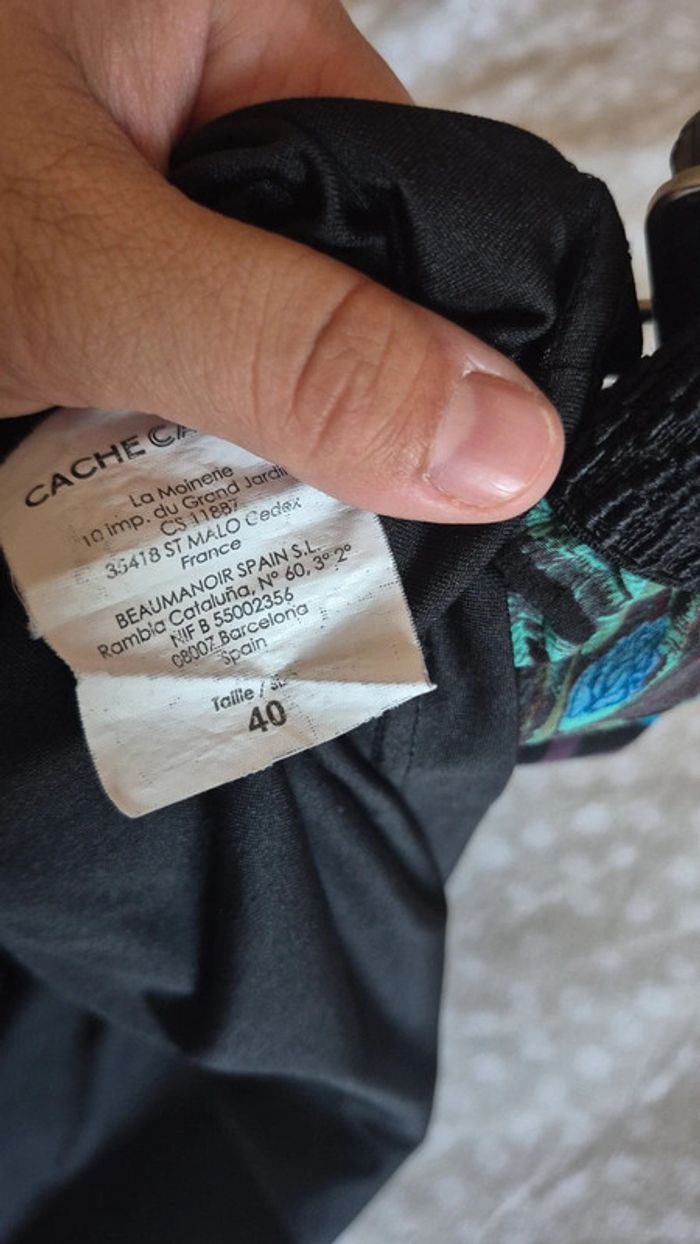 CACHE CA
La Moinerie
10 imp. du Grand Jardin
CS 11887
35418 ST MALO Cedex
France
BEAUMANOIR SPAIN S.L.
Rambla Cataluña, Nº 60, 3º 2º
NIF B 55002356
08007 Barcelona
Spain
Taille /
40